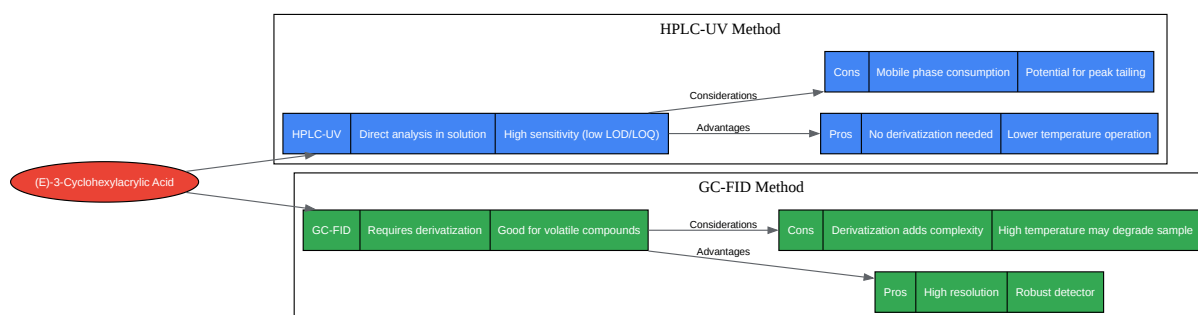 HPLC-UV Method
Cons Mobile phase consumption Potential for peak tailing
Considerations
HPLC-UV Direct analysis in solution High sensitivity (low LOD/LOQ)
Advantages
Pros No derivatization needed Lower temperature operation
(E)-3-Cyclohexylacrylic Acid
GC-FID Method
GC-FID Requires derivatization Good for volatile compounds
Considerations
Cons Derivatization adds complexity High temperature may degrade sample
Advantages
Pros High resolution Robust detector